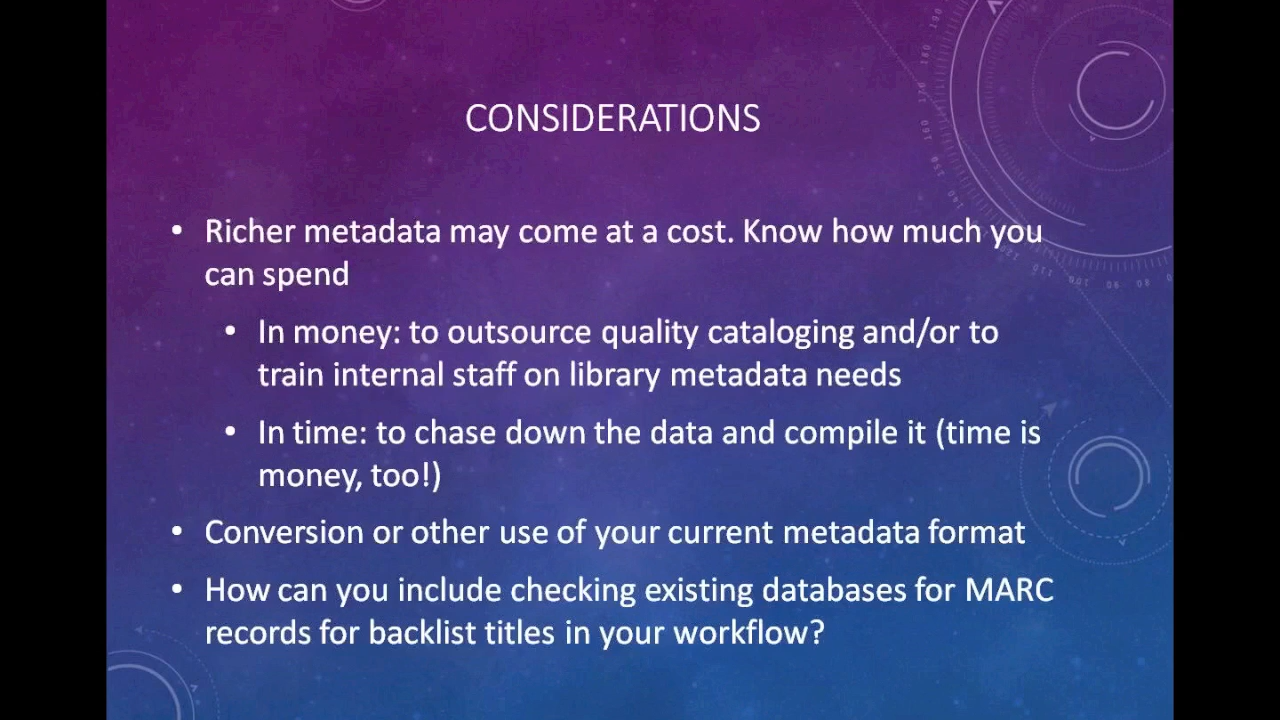 CONSIDERATIONS
• Richer metadata may come at a cost. Know how much you
can spend
• In money: to outsource quality cataloging and/or to
train internal staff on library metadata needs
• In time: to chase down the data and compile it (time is
money, too!)
• Conversion or other use of your current metadata format
• How can you include checking existing databases for MARC
records for backlist titles in your workflow?